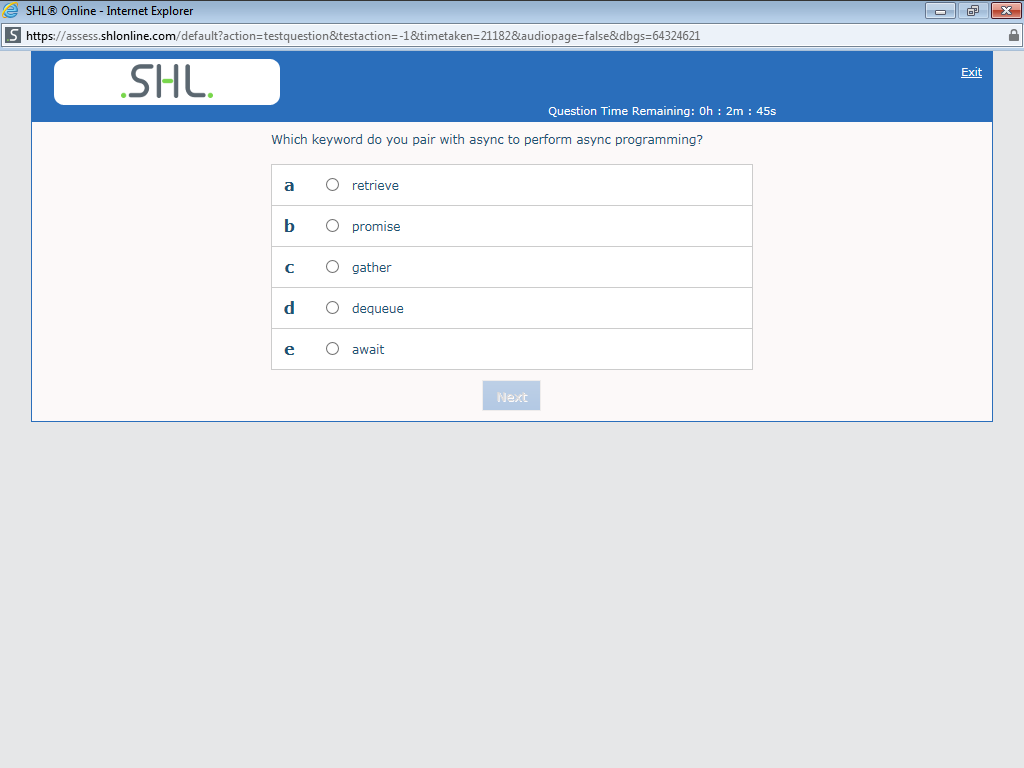 SHL® Online - Internet Explorer
https://assess.shlonline.com/default?action=testquestion&testaction=-1&timetaken=21182&audiopage=false&dbgs=64324621
.SHL.
Exit
Question Time Remaining: 0h : 2m : 45s
Which keyword do you pair with async to perform async programming?
a retrieve
b promise
c gather
d dequeue
e await
Next